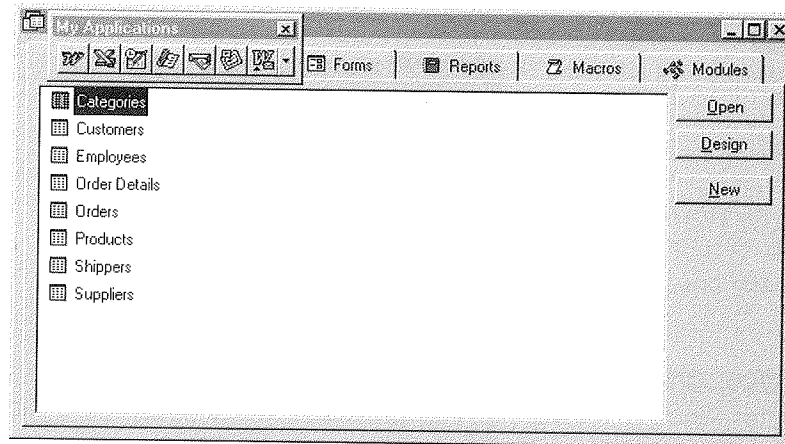 My Applications
Forms Reports Macros Modules
Categories
Customers
Employees
Order Details
Orders
Products
Shippers
Suppliers
Open
Design
New